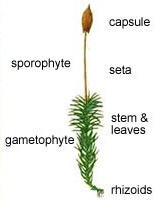 capsule
sporophyte
seta
stem &
leaves
gametophyte
rhizoids